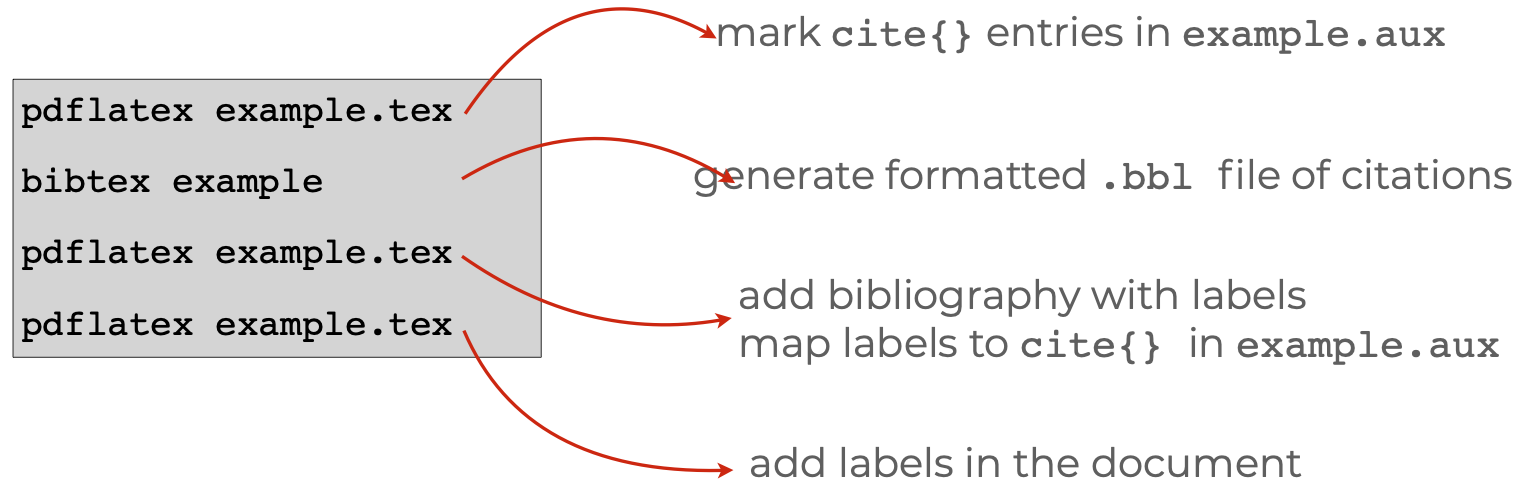 mark cite{} entries in example.aux
pdflatex example.tex
bibtex example
generate formatted .bbl file of citations
pdflatex example.tex
add bibliography with labels
pdflatex example.tex
map labels to cite{} in example.aux
add labels in the document